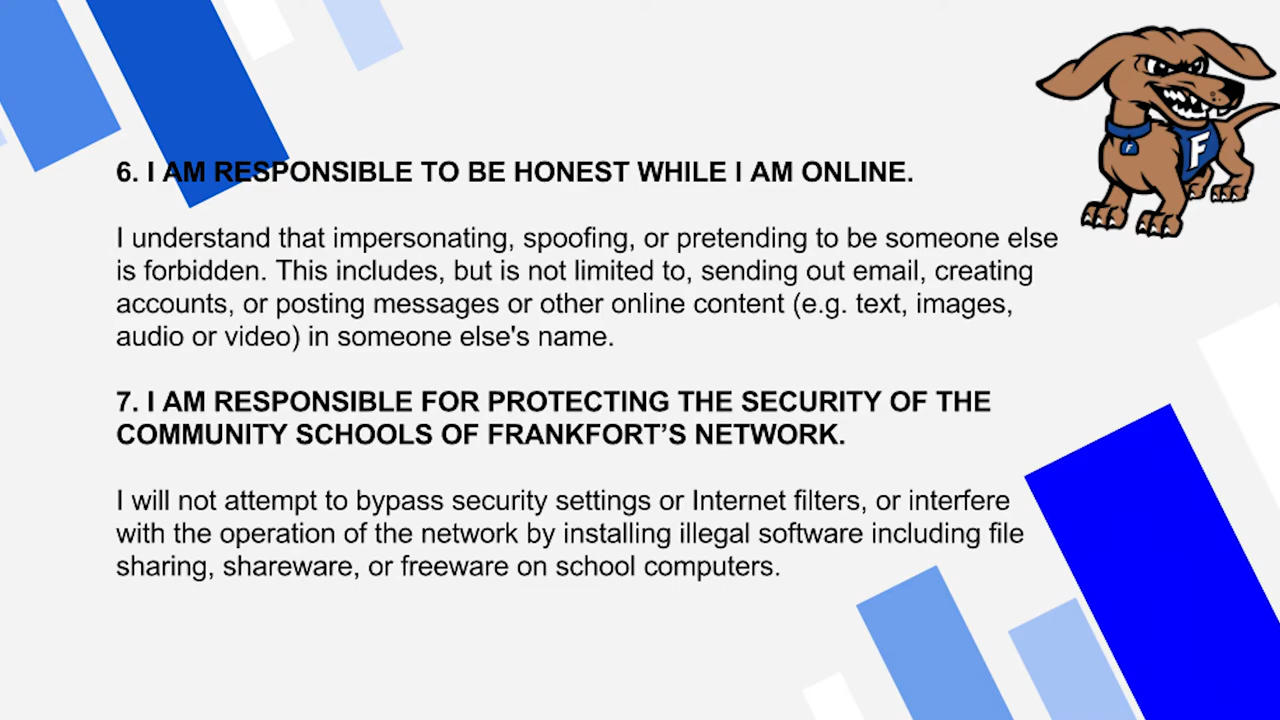 6. I AM RESPONSIBLE TO BE HONEST WHILE I AM ONLINE.
I understand that impersonating, spoofing, or pretending to be someone else
is forbidden. This includes, but is not limited to, sending out email, creating
accounts, or posting messages or other online content (e.g. text, images,
audio or video) in someone else's name.
7. I AM RESPONSIBLE FOR PROTECTING THE SECURITY OF THE
COMMUNITY SCHOOLS OF FRANKFORT’S NETWORK.
I will not attempt to bypass security settings or Internet filters, or interfere
with the operation of the network by installing illegal software including file
sharing, shareware, or freeware on school computers.
F
F